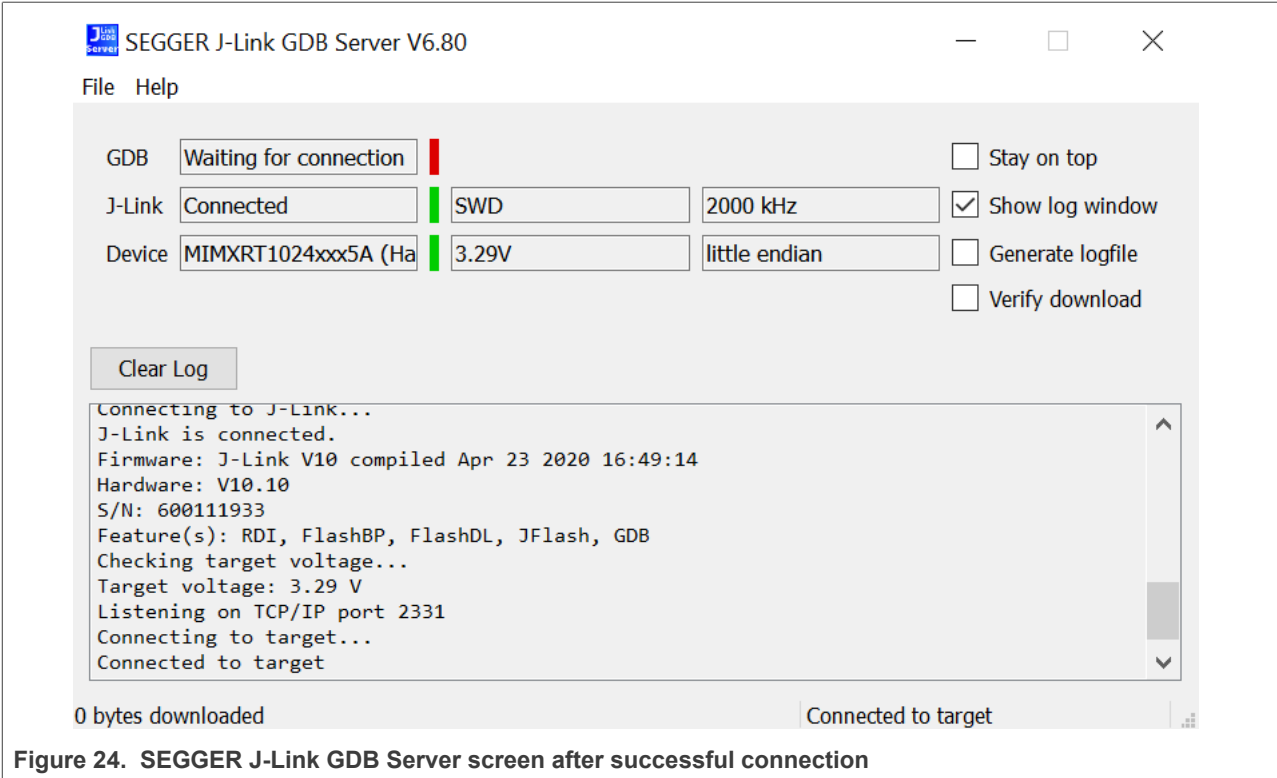 J-Link GDB Server
SEGGER J-Link GDB Server V6.80
File Help
GDB Waiting for connection Stay on top
J-Link Connected SWD 2000 kHz Show log window
Device MIMXRT1024xxx5A (Ha 3.29V little endian Generate logfile
Verify download
Clear Log
Connecting to J-Link...
J-Link is connected.
Firmware: J-Link V10 compiled Apr 23 2020 16:49:14
Hardware: V10.10
S/N: 600111933
Feature(s): RDI, FlashBP, FlashDL, JFlash, GDB
Checking target voltage...
Target voltage: 3.29 V
Listening on TCP/IP port 2331
Connecting to target...
Connected to target
0 bytes downloaded Connected to target
Figure 24. SEGGER J-Link GDB Server screen after successful connection